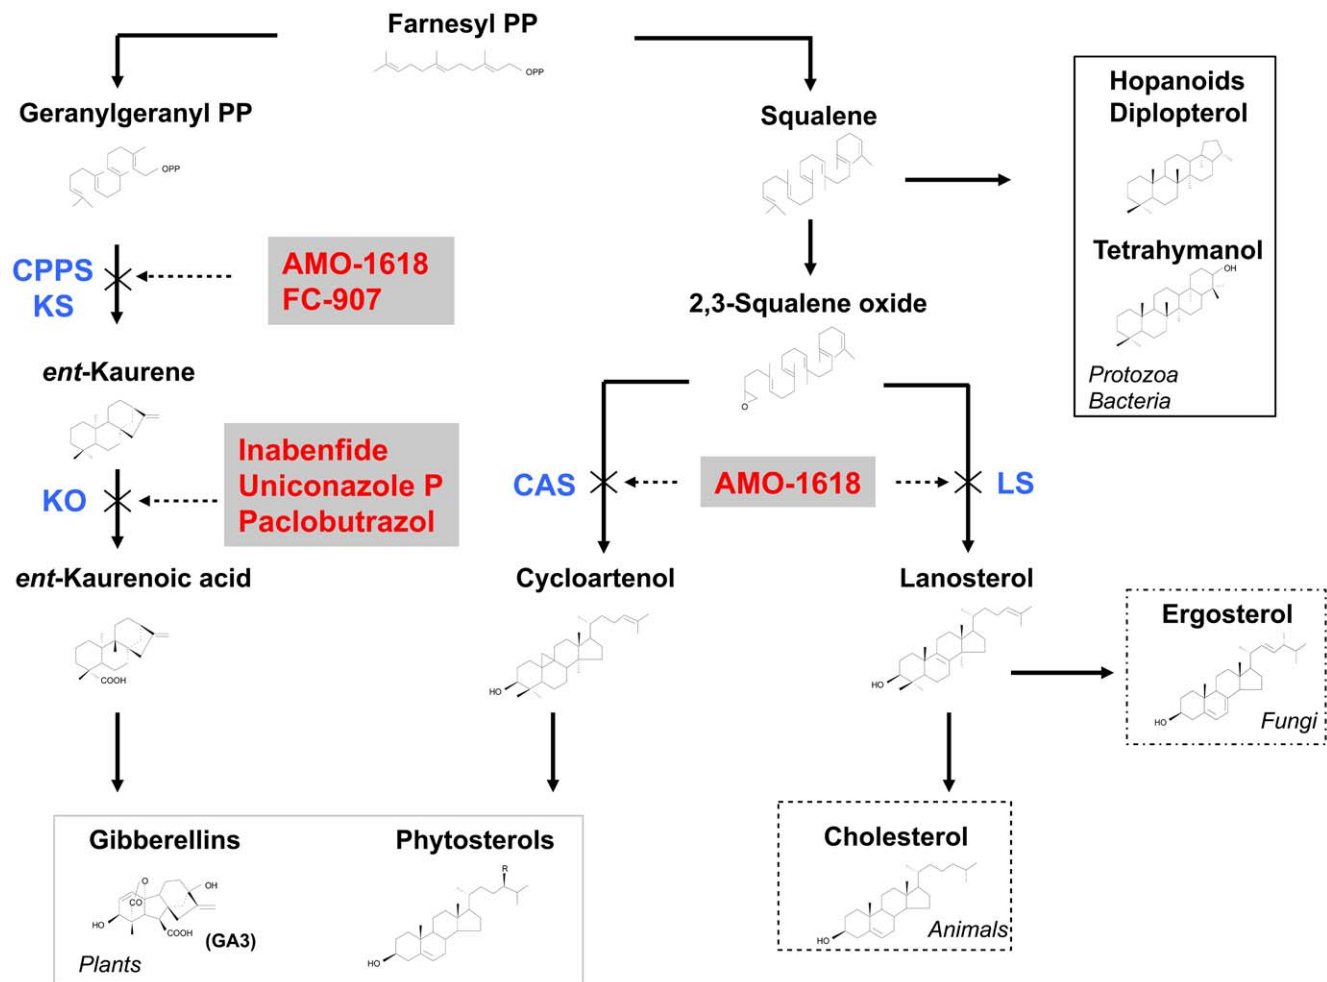 Farnesyl PP
OPP
Geranylgeranyl PP
OPP
Squalene
Hopanoids
Diplopterol
Tetrahymanol
OH
Protozoa
Bacteria
CPPS
KS
AMO-1618
FC-907
2,3-Squalene oxide
O
ent-Kaurene
Inabenfide
Uniconazole P
Paclobutrazol
KO
CAS
AMO-1618
LS
ent-Kaurenoic acid
COOH
Cycloartenol
HO
Lanosterol
HO
Ergosterol
HO
Fungi
Gibberellins
O
CO
OH
HO
COOH
(GA3)
Plants
Phytosterols
R
HO
Cholesterol
HO
Animals